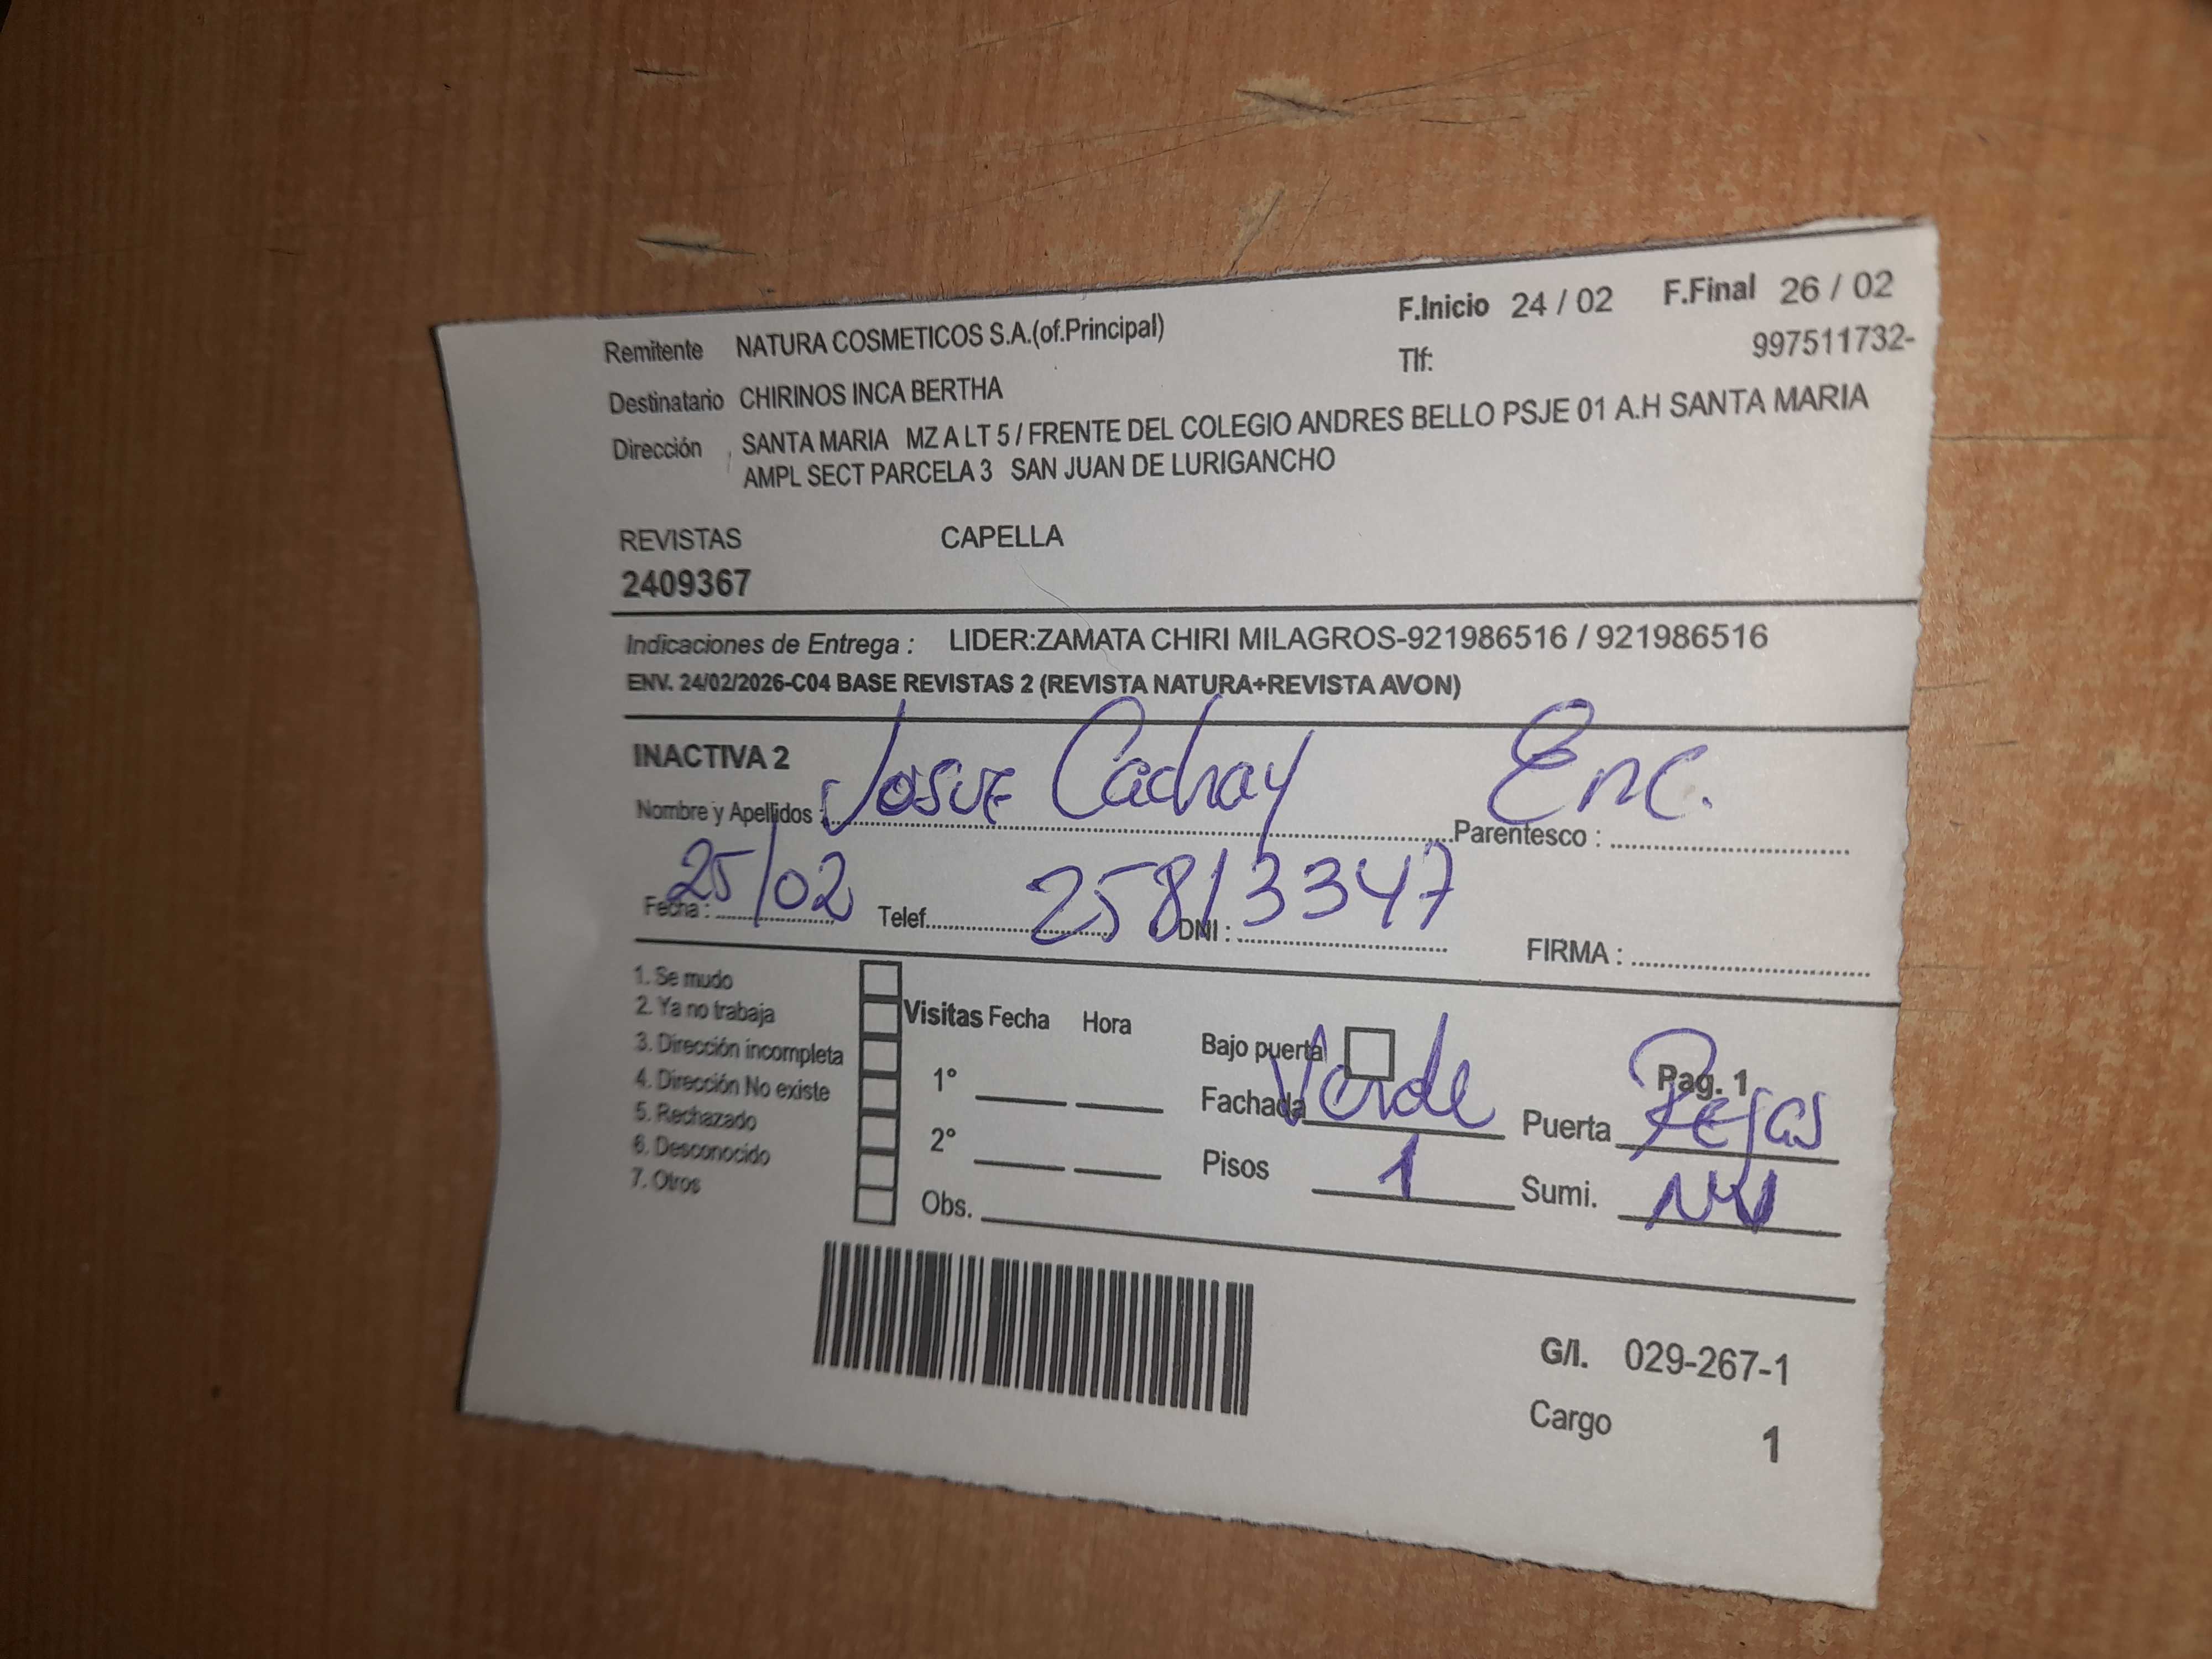 F.Inicio 24 / 02 F.Final 26 / 02
Remitente NATURA COSMETICOS S.A.(of.Principal)
Tlf: 997511732-
Destinatario CHIRINOS INCA BERTHA
Dirección SANTA MARIA MZ A LT 5 / FRENTE DEL COLEGIO ANDRES BELLO PSJE 01 A.H SANTA MARIA
AMPL SECT PARCELA 3 SAN JUAN DE LURIGANCHO
REVISTAS CAPELLA
2409367
Indicaciones de Entrega : LIDER:ZAMATA CHIRI MILAGROS-921986516 / 921986516
ENV. 24/02/2026-C04 BASE REVISTAS 2 (REVISTA NATURA+REVISTA AVON)
INACTIVA 2
Nombre y Apellidos : Josue Cachay Parentesco : Enc.
Fecha : 25/02 Telef. DNI : 25813347 FIRMA :
1. Se mudo
2. Ya no trabaja
3. Dirección incompleta
4. Dirección No existe
5. Rechazado
6. Desconocido
7. Otros
Visitas Fecha Hora
1°
2°
Obs.
Bajo puerta Pag. 1
Fachada Verde Puerta Rejas
Pisos 1 Sumi.
G/I. 029-267-1
Cargo 1